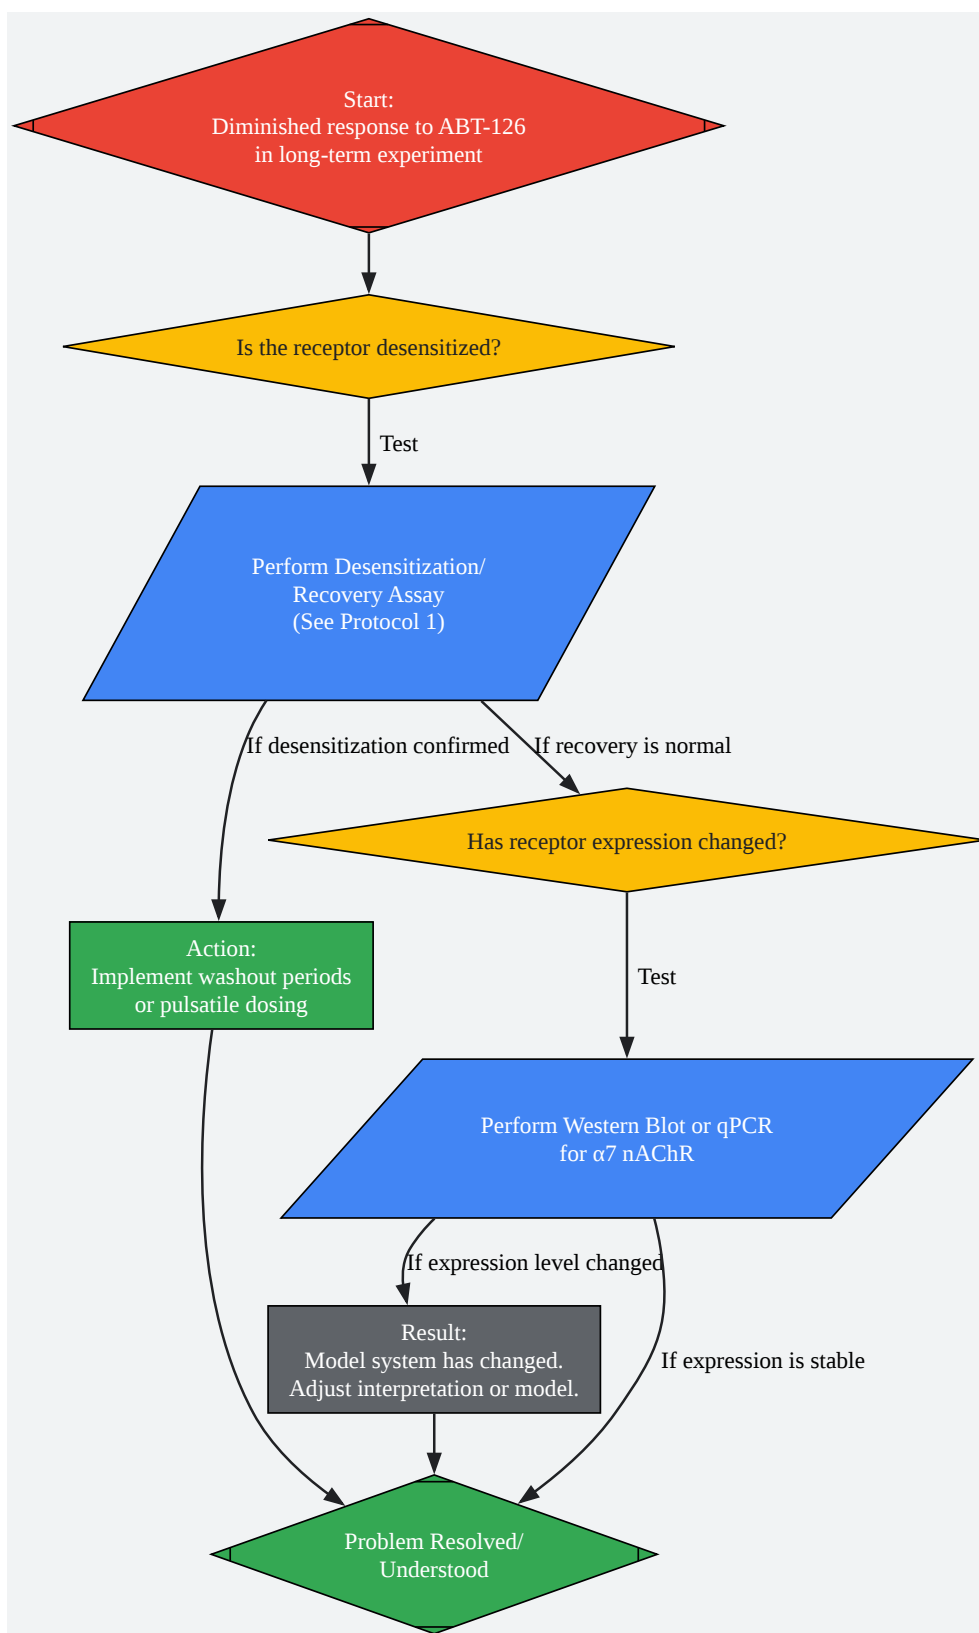 Start:
Diminished response to ABT-126
in long-term experiment
Is the receptor desensitized?
Test
Perform Desensitization/
Recovery Assay
(See Protocol 1)
If desensitization confirmed
If recovery is normal
Has receptor expression changed?
Action:
Implement washout periods
or pulsatile dosing
Test
Perform Western Blot or qPCR
for α7 nAChR
If expression level changed
Result:
Model system has changed.
Adjust interpretation or model.
If expression is stable
Problem Resolved/
Understood